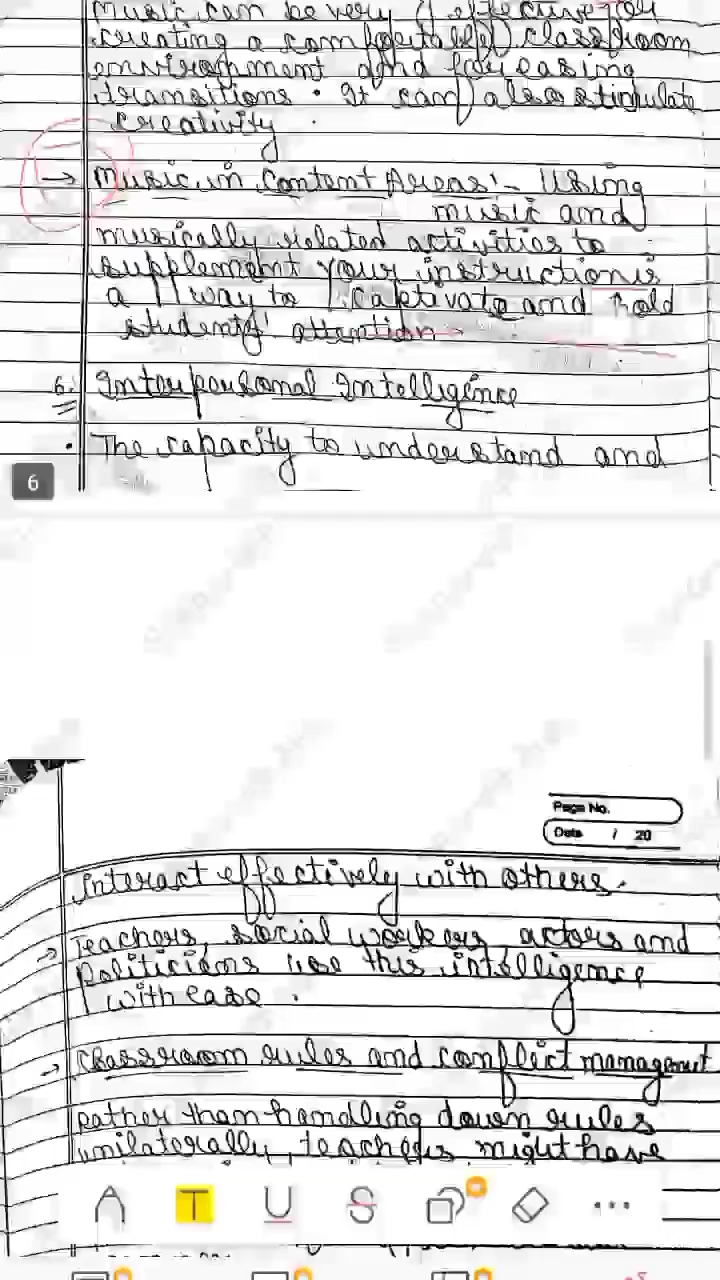 Music can be very effective for
creating a comfortable classroom
environment and for easing
transitions. It can also stimulate
creativity.
→ Music in Content Areas:- Using
music and
musically related activities to
supplement your instruction is
a way to captivate and hold
students' attention.
6. Interpersonal Intelligence
• The capacity to understand and
6
Page No.
Date / 20
interact effectively with others.
→ Teachers, social workers actors and
Politicians use this intelligence
with ease.
→ Classroom rules and conflict management
Rather than handling down rules
unilaterally, teachers might have
T U S ...